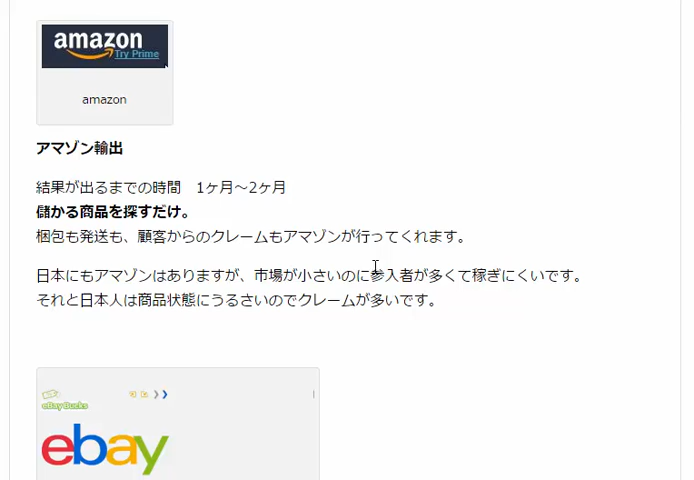 amazon
Try Prime
amazon
アマゾン輸出
結果が出るまでの時間　1ヶ月～2ヶ月
儲かる商品を探すだけ。
梱包も発送も、顧客からのクレームもアマゾンが行ってくれます。
日本にもアマゾンはありますが、市場が小さいのに参入者が多くて稼ぎにくいです。
それと日本人は商品状態にうるさいのでクレームが多いです。
eBay Bucks
ebay